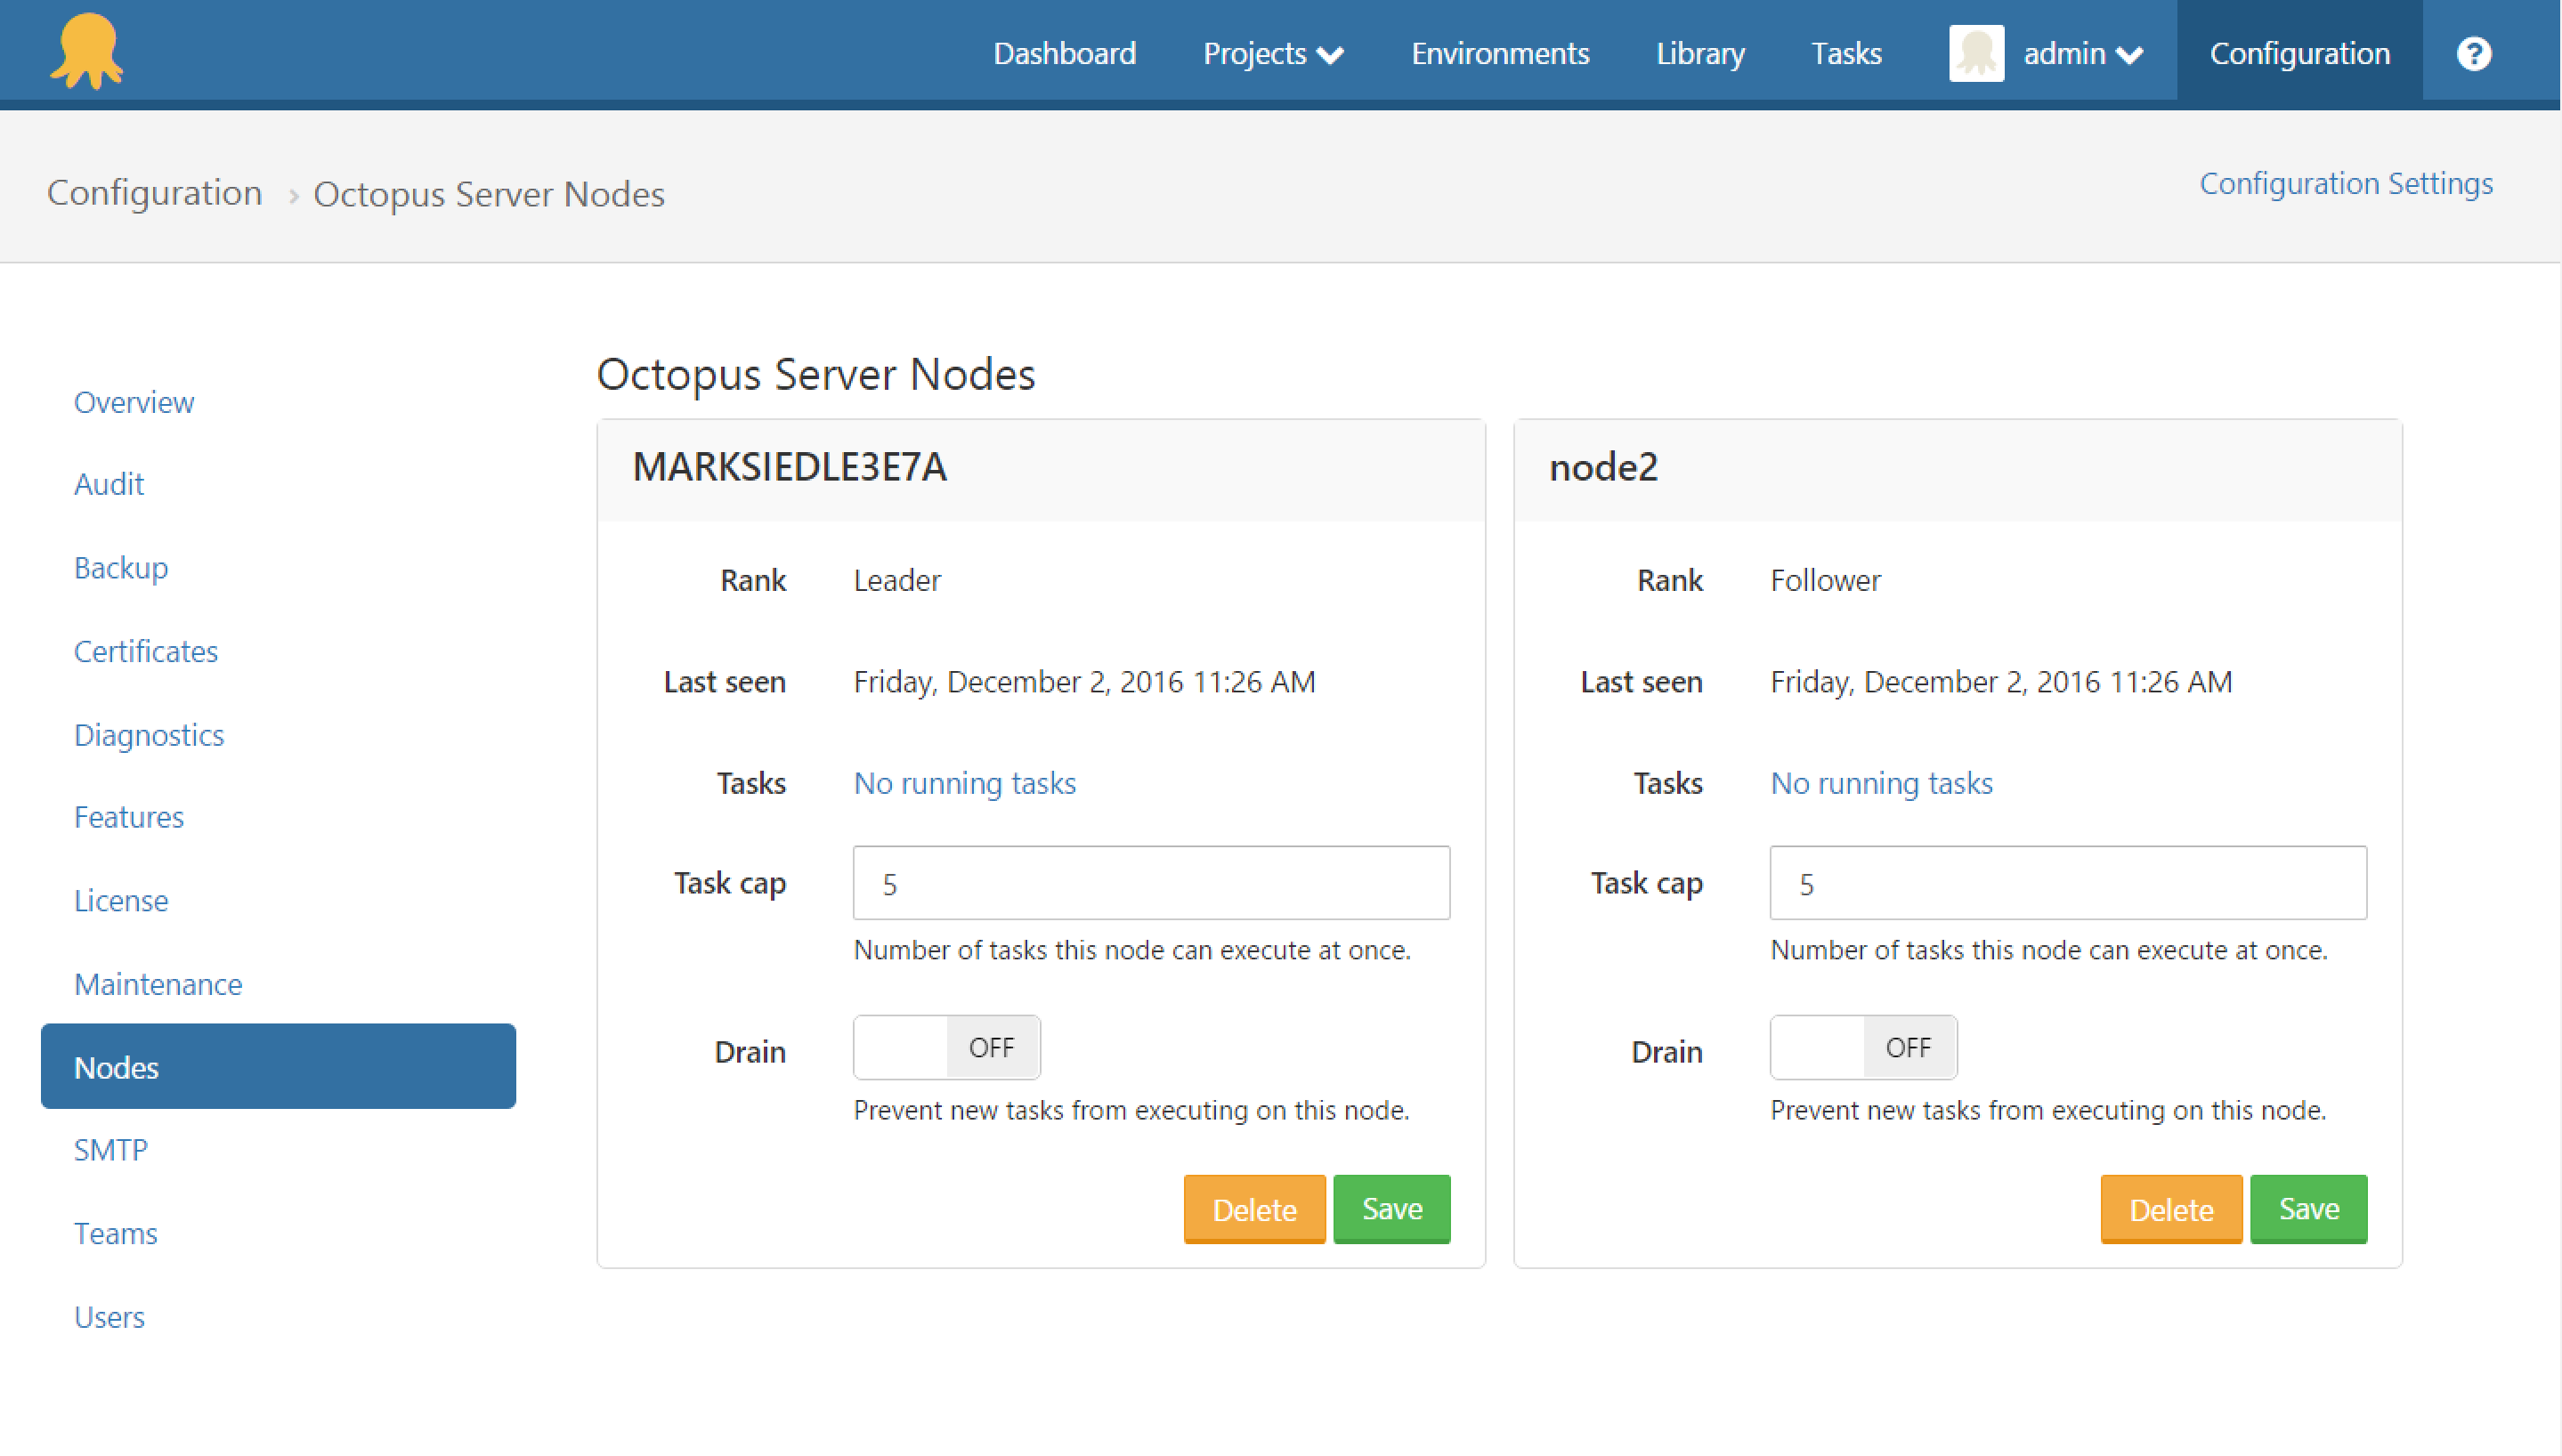 Dashboard Projects Environments Library Tasks admin Configuration ?
Configuration › Octopus Server Nodes
Configuration Settings
Overview
Audit
Backup
Certificates
Diagnostics
Features
License
Maintenance
Nodes
SMTP
Teams
Users
Octopus Server Nodes
MARKSIEDLE3E7A
Rank Leader
Last seen Friday, December 2, 2016 11:26 AM
Tasks No running tasks
Task cap 5
Number of tasks this node can execute at once.
Drain OFF
Prevent new tasks from executing on this node.
Delete Save
node2
Rank Follower
Last seen Friday, December 2, 2016 11:26 AM
Tasks No running tasks
Task cap 5
Number of tasks this node can execute at once.
Drain OFF
Prevent new tasks from executing on this node.
Delete Save